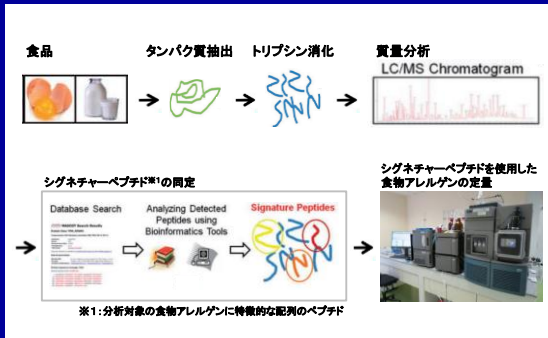 食品
タンパク質抽出
トリプシン消化
質量分析
LC/MS Chromatogram
シグネチャーペプチド※1の同定
Database Search
Analyzing Detected
Peptides using
Bioinformatics Tools
Signature Peptides
シグネチャーペプチドを使用した
食物アレルゲンの定量
※1：分析対象の食物アレルゲンに特徴的な配列のペプチド